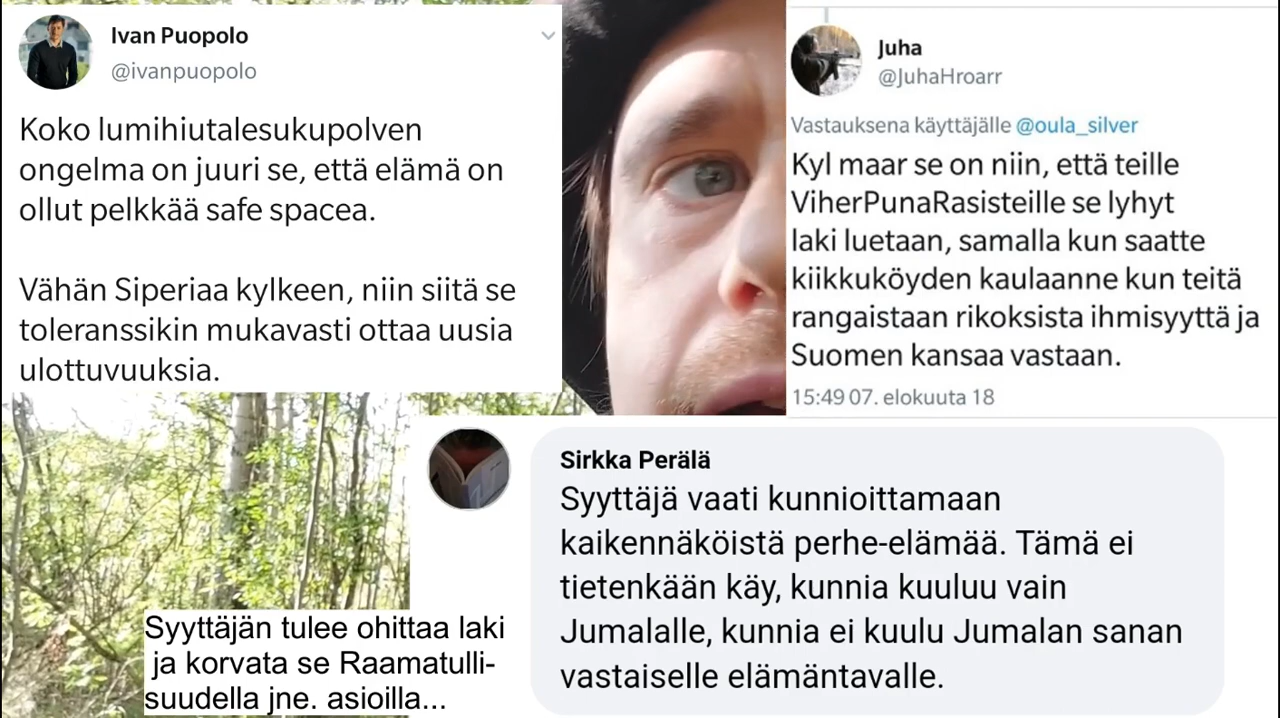 Ivan Puopolo
@ivanpuopolo
Koko lumihiutalesukupolven
ongelma on juuri se, että elämä on
ollut pelkkää safe spacea.
Vähän Siperiaa kylkeen, niin siitä se
toleranssikin mukavasti ottaa uusia
ulottuvuuksia.
Juha
@JuhaHroarr
Vastauksena käyttäjälle @oula_silver
Kyl maar se on niin, että teille
ViherPunaRasisteille se lyhyt
laki luetaan, samalla kun saatte
kiikkuköyden kaulaanne kun teitä
rangaistaan rikoksista ihmisyyttä ja
Suomen kansaa vastaan.
15:49 07. elokuuta 18
Sirkka Perälä
Syyttäjä vaati kunnioittamaan
kaikennäköistä perhe-elämää. Tämä ei
tietenkään käy, kunnia kuuluu vain
Jumalalle, kunnia ei kuulu Jumalan sanan
vastaiselle elämäntavalle.
Syyttäjän tulee ohittaa laki
ja korvata se Raamatulli-
suudella jne. asioilla...